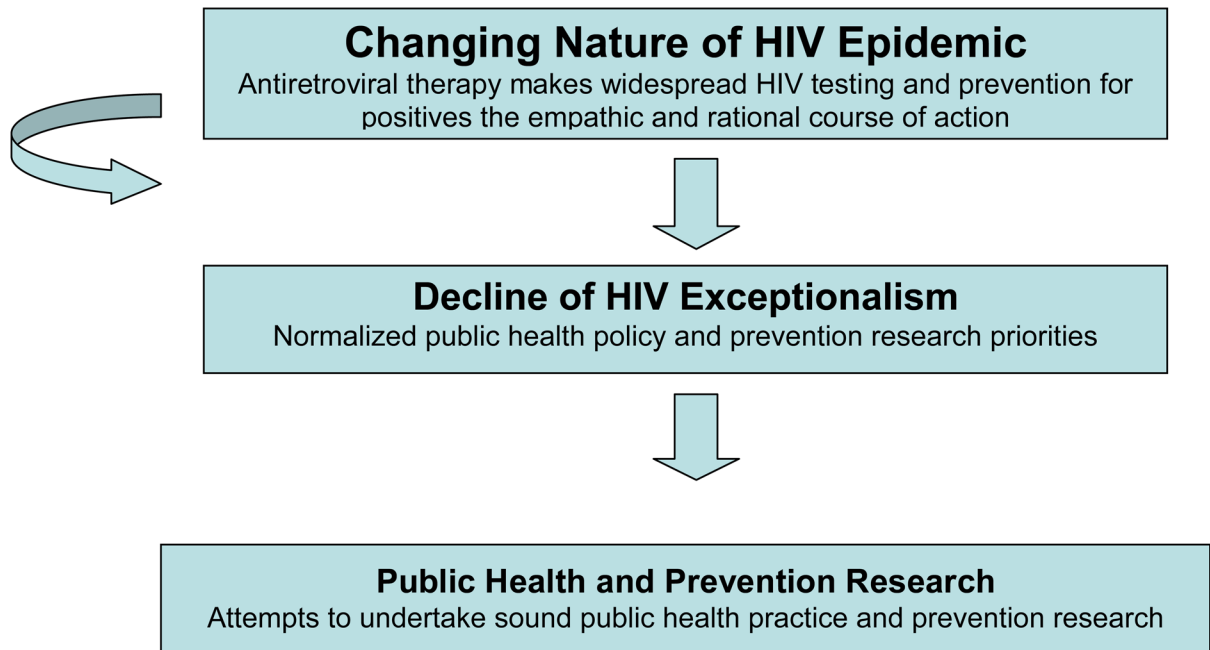 Changing Nature of HIV Epidemic
Antiretroviral therapy makes widespread HIV testing and prevention for
positives the empathic and rational course of action
Decline of HIV Exceptionalism
Normalized public health policy and prevention research priorities
Public Health and Prevention Research
Attempts to undertake sound public health practice and prevention research